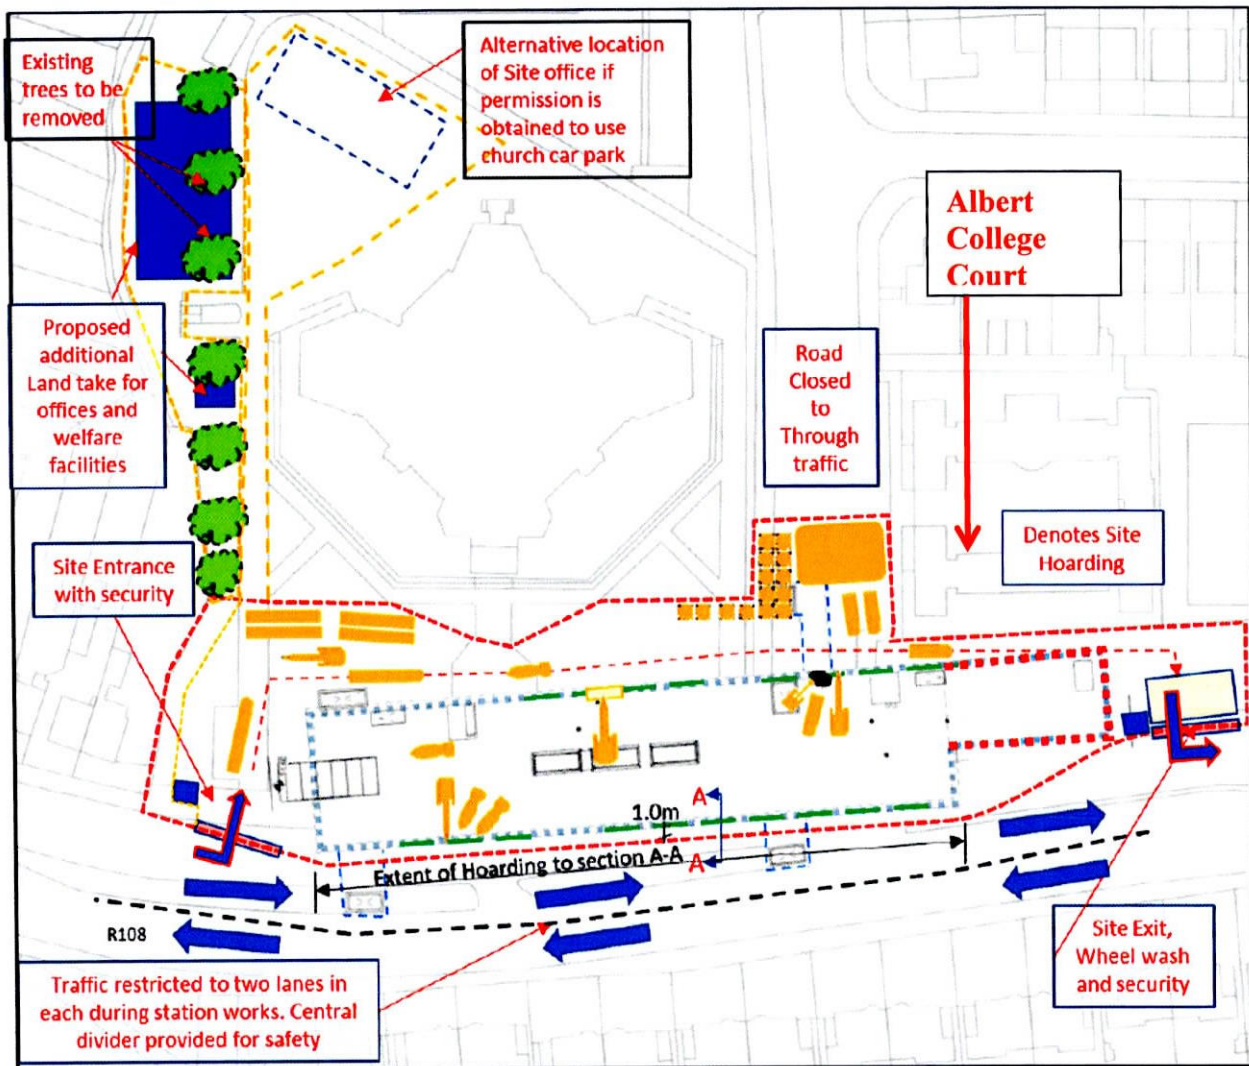 Existing
trees to be
removed
Alternative location
of Site office if
permission is
obtained to use
church car park
Albert
College
Court
Proposed
additional
Land take for
offices and
welfare
facilities
Road
Closed
to
Through
traffic
Site Entrance
with security
Denotes Site
Hoarding
A
1.0m
A
Extent of Hoarding to section A-A
R108
Traffic restricted to two lanes in
each during station works. Central
divider provided for safety
Site Exit,
Wheel wash
and security